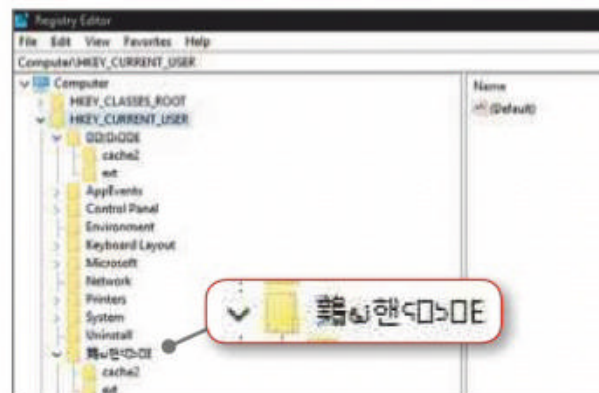 Registry Editor
File Edit View Favorites Help
Computer\HKEY_CURRENT_USER
Computer
HKEY_CLASSES_ROOT
HKEY_CURRENT_USER
cache2
ext
AppEvents
Control Panel
Environment
Keyboard Layout
Microsoft
Network
Printers
System
Uninstall
cache2
ext
Name
(Default)